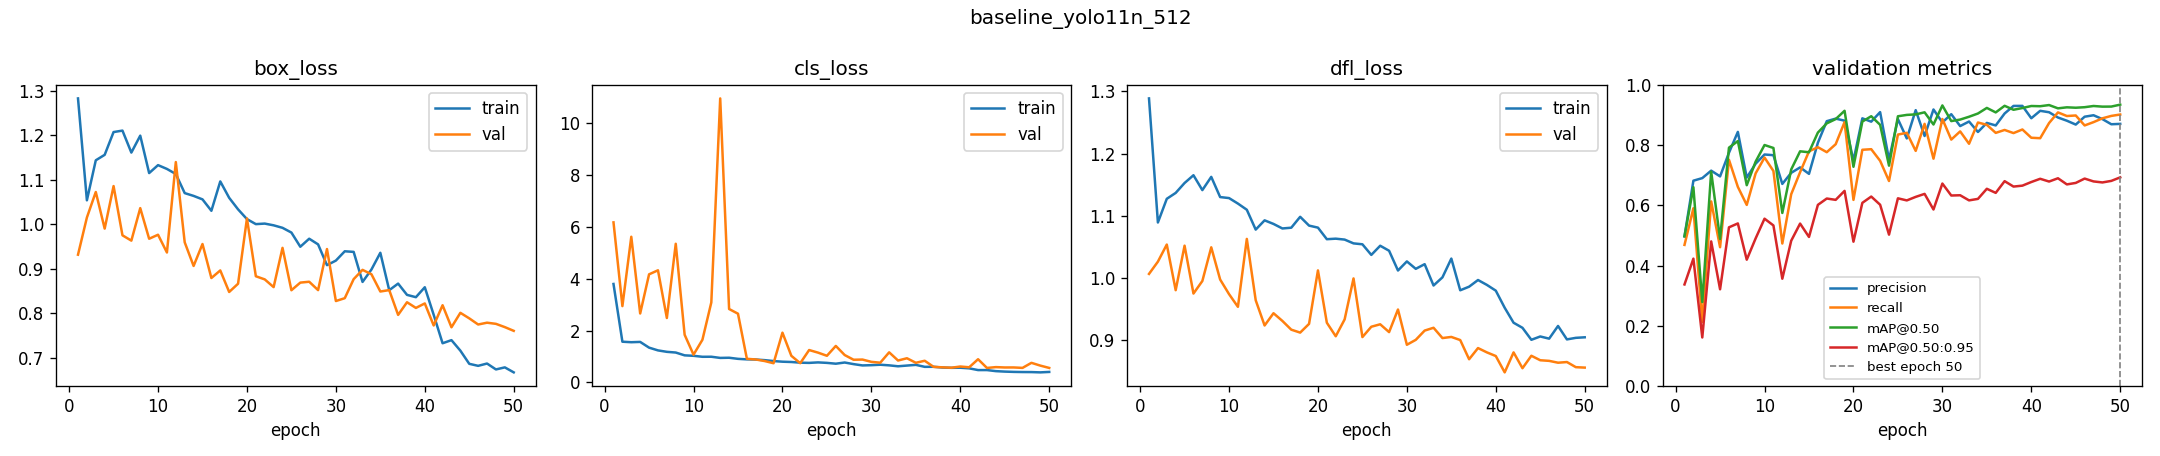 baseline_yolo11n_512
box_loss
1.3
1.2
1.1
1.0
0.9
0.8
0.7
0 10 20 30 40 50
epoch
train
val
cls_loss
10
8
6
4
2
0
0 10 20 30 40 50
epoch
train
val
dfl_loss
1.3
1.2
1.1
1.0
0.9
0 10 20 30 40 50
epoch
train
val
validation metrics
1.0
0.8
0.6
0.4
0.2
0.0
0 10 20 30 40 50
epoch
precision
recall
mAP@0.50
mAP@0.50:0.95
best epoch 50